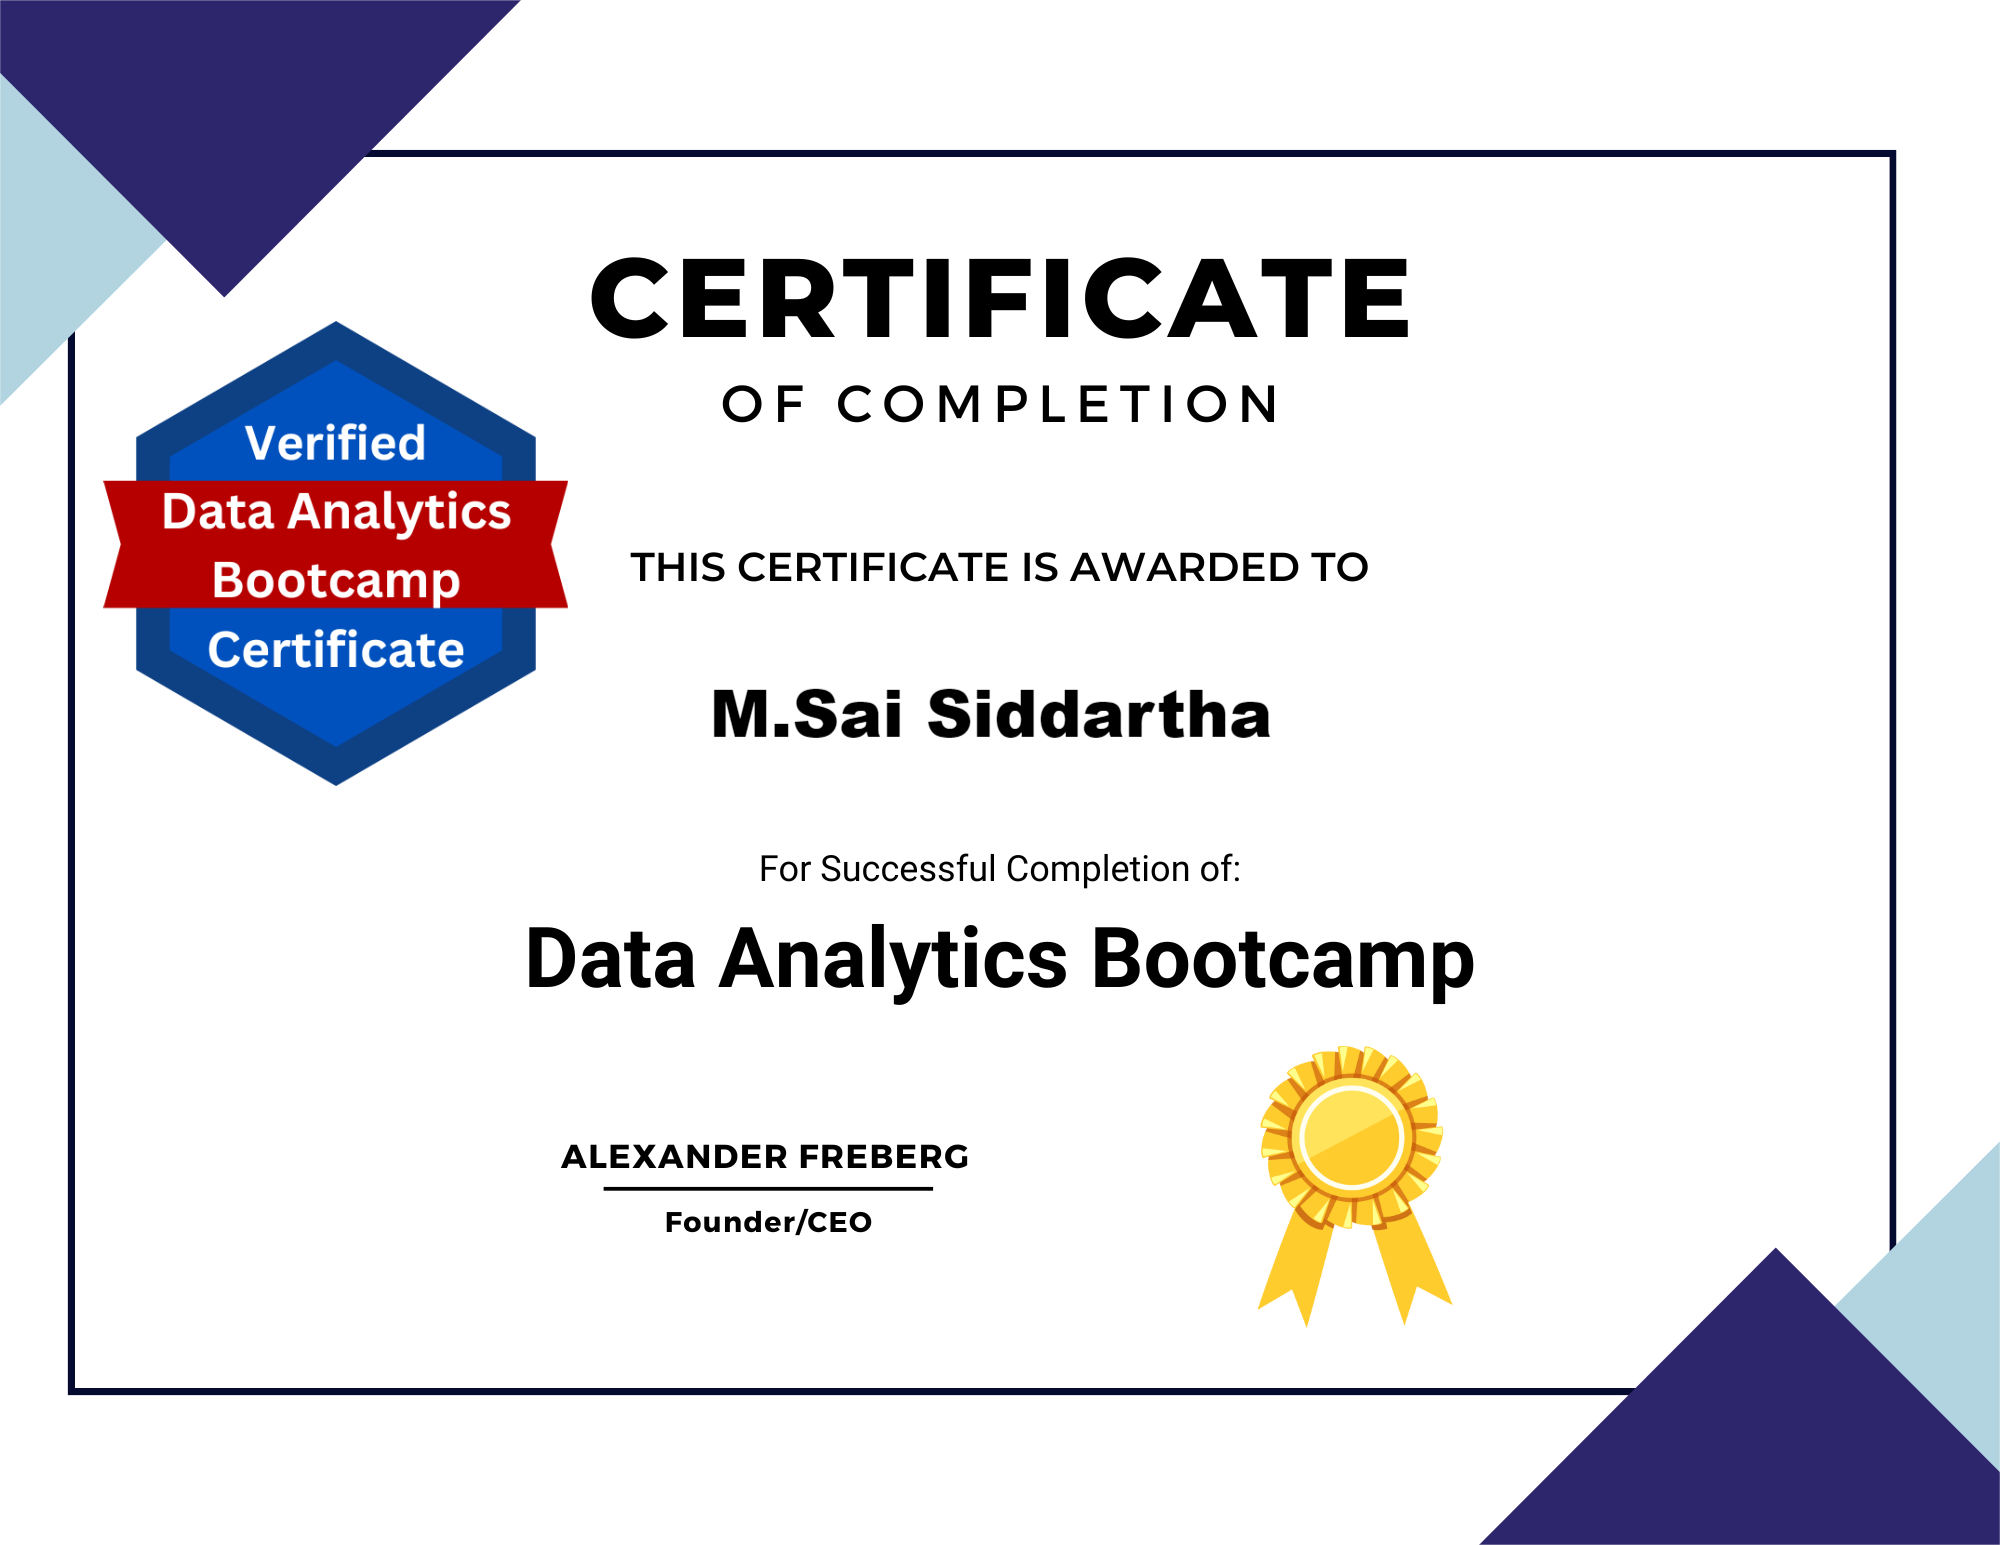 CERTIFICATE
OF COMPLETION
Verified
Data Analytics
Bootcamp
Certificate
THIS CERTIFICATE IS AWARDED TO
M.Sai Siddartha
For Successful Completion of:
Data Analytics Bootcamp
ALEXANDER FREBERG
Founder/CEO